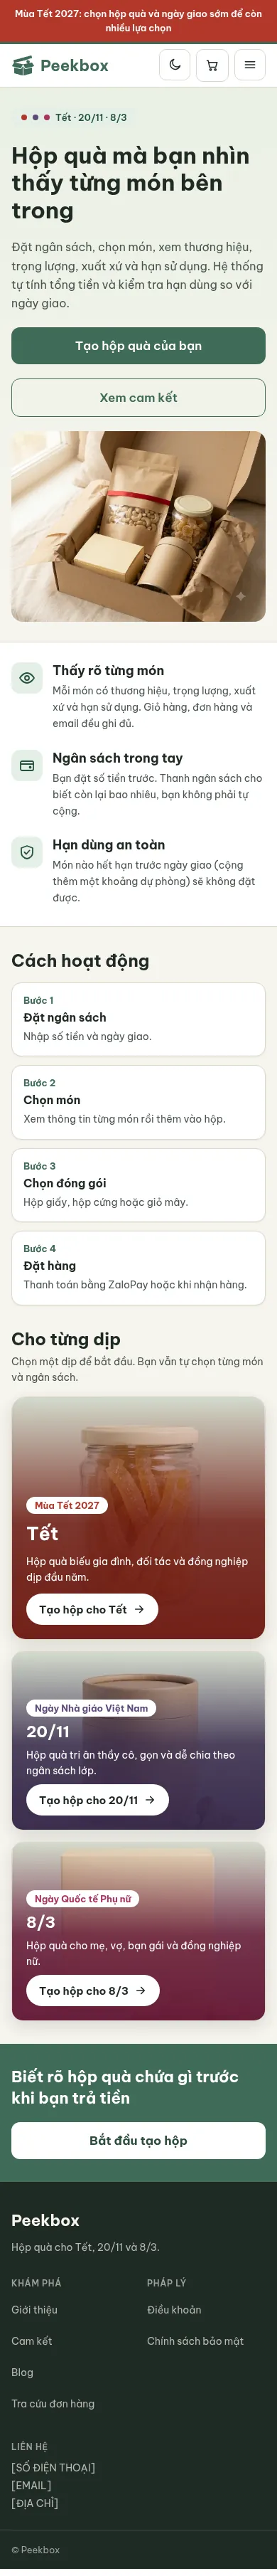 Mùa Tết 2027: chọn hộp quà và ngày giao sớm để còn
nhiều lựa chọn
Peekbox
Tết · 20/11 · 8/3
Hộp quà mà bạn nhìn
thấy từng món bên
trong
Đặt ngân sách, chọn món, xem thương hiệu,
trọng lượng, xuất xứ và hạn sử dụng. Hệ thống
tự tính tổng tiền và kiểm tra hạn dùng so với
ngày giao.
Tạo hộp quà của bạn
Xem cam kết
Thấy rõ từng món
Mỗi món có thương hiệu, trọng lượng, xuất
xứ và hạn sử dụng. Giỏ hàng, đơn hàng và
email đều ghi đủ.
Ngân sách trong tay
Bạn đặt số tiền trước. Thanh ngân sách cho
biết còn lại bao nhiêu, bạn không phải tự
cộng.
Hạn dùng an toàn
Món nào hết hạn trước ngày giao (cộng
thêm một khoảng dự phòng) sẽ không đặt
được.
Cách hoạt động
Bước 1
Đặt ngân sách
Nhập số tiền và ngày giao.
Bước 2
Chọn món
Xem thông tin từng món rồi thêm vào hộp.
Bước 3
Chọn đóng gói
Hộp giấy, hộp cứng hoặc giỏ mây.
Bước 4
Đặt hàng
Thanh toán bằng ZaloPay hoặc khi nhận hàng.
Cho từng dịp
Chọn một dịp để bắt đầu. Bạn vẫn tự chọn từng món
và ngân sách.
Mùa Tết 2027
Tết
Hộp quà biếu gia đình, đối tác và đồng nghiệp
dịp đầu năm.
Tạo hộp cho Tết →
Ngày Nhà giáo Việt Nam
20/11
Hộp quà tri ân thầy cô, gọn và dễ chia theo
ngân sách lớp.
Tạo hộp cho 20/11 →
Ngày Quốc tế Phụ nữ
8/3
Hộp quà cho mẹ, vợ, bạn gái và đồng nghiệp
nữ.
Tạo hộp cho 8/3 →
Biết rõ hộp quà chứa gì trước
khi bạn trả tiền
Bắt đầu tạo hộp
Peekbox
Hộp quà cho Tết, 20/11 và 8/3.
KHÁM PHÁ
Giới thiệu
Cam kết
Blog
Tra cứu đơn hàng
PHÁP LÝ
Điều khoản
Chính sách bảo mật
LIÊN HỆ
[SỐ ĐIỆN THOẠI]
[EMAIL]
[ĐỊA CHỈ]
© Peekbox